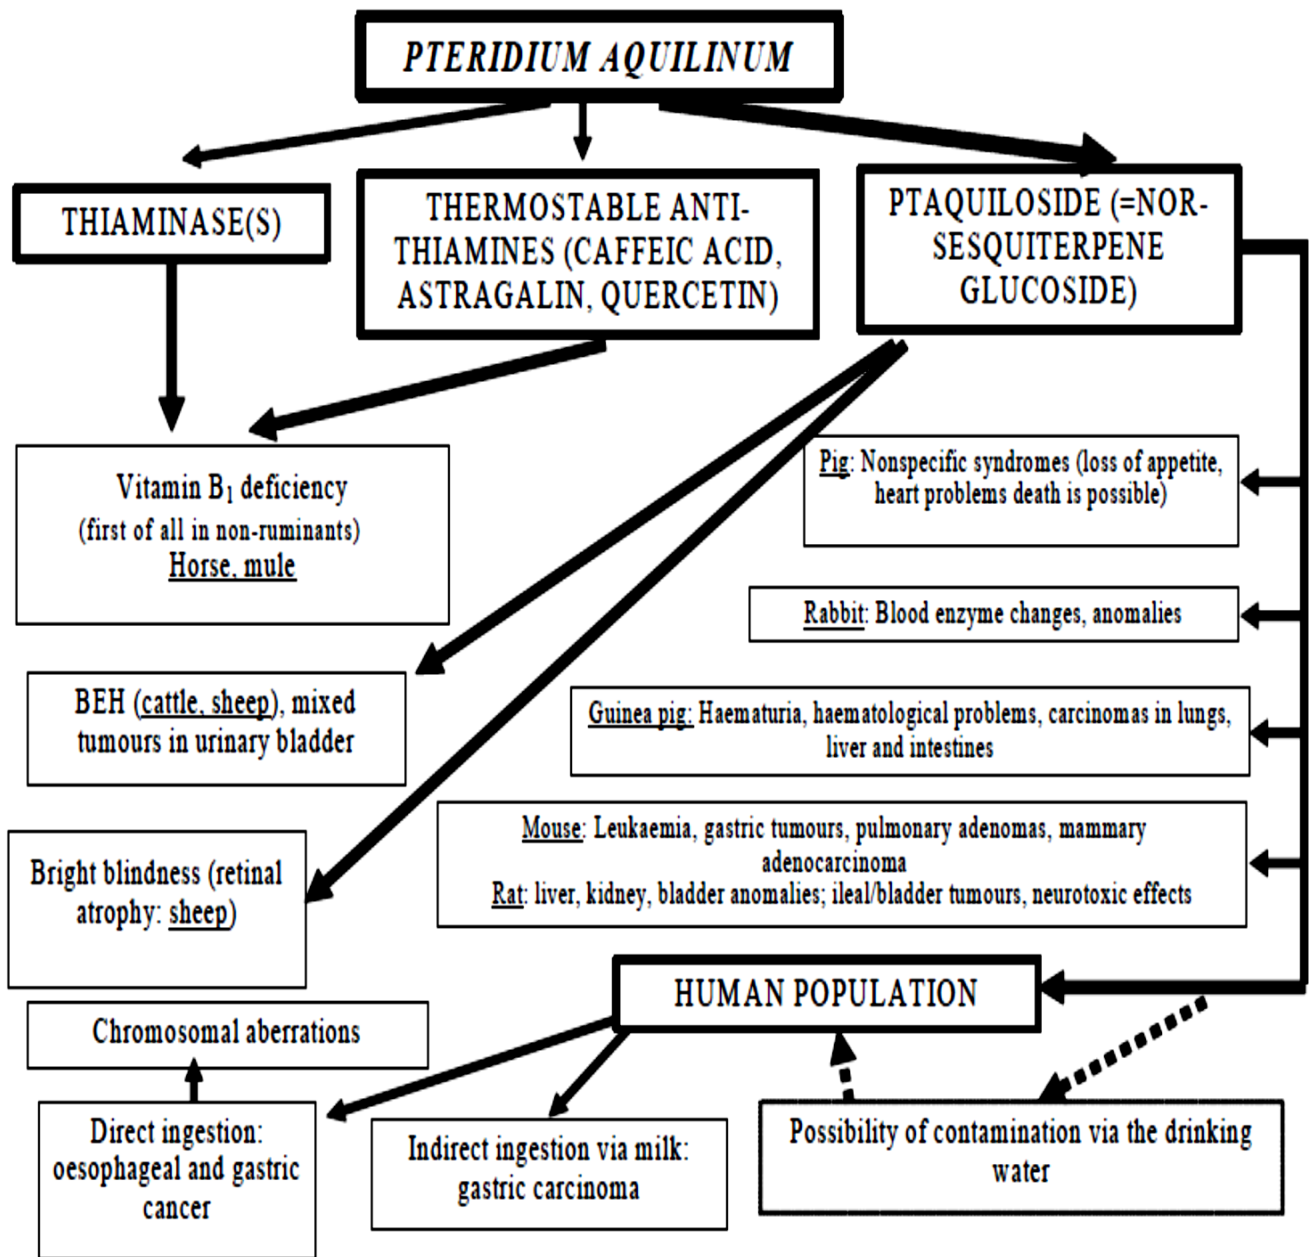 PTERIDIUM AQUILINUM
THIAMINASE(S)
THERMOSTABLE ANTI-
THIAMINES (CAFFEIC ACID,
ASTRAGALIN, QUERCETIN)
PTAQUILOSIDE (=NOR-
SESQUITERPENE
GLUCOSIDE)
Vitamin B₁ deficiency
(first of all in non-ruminants)
Horse, mule
Pig: Nonspecific syndromes (loss of appetite,
heart problems death is possible)
Rabbit: Blood enzyme changes, anomalies
BEH (cattle, sheep), mixed
tumours in urinary bladder
Guinea pig: Haematuria, haematological problems, carcinomas in lungs,
liver and intestines
Mouse: Leukaemia, gastric tumours, pulmonary adenomas, mammary
adenocarcinoma
Rat: liver, kidney, bladder anomalies; ileal/bladder tumours, neurotoxic effects
Bright blindness (retinal
atrophy: sheep)
HUMAN POPULATION
Chromosomal aberrations
Direct ingestion:
oesophageal and gastric
cancer
Indirect ingestion via milk:
gastric carcinoma
Possibility of contamination via the drinking
water